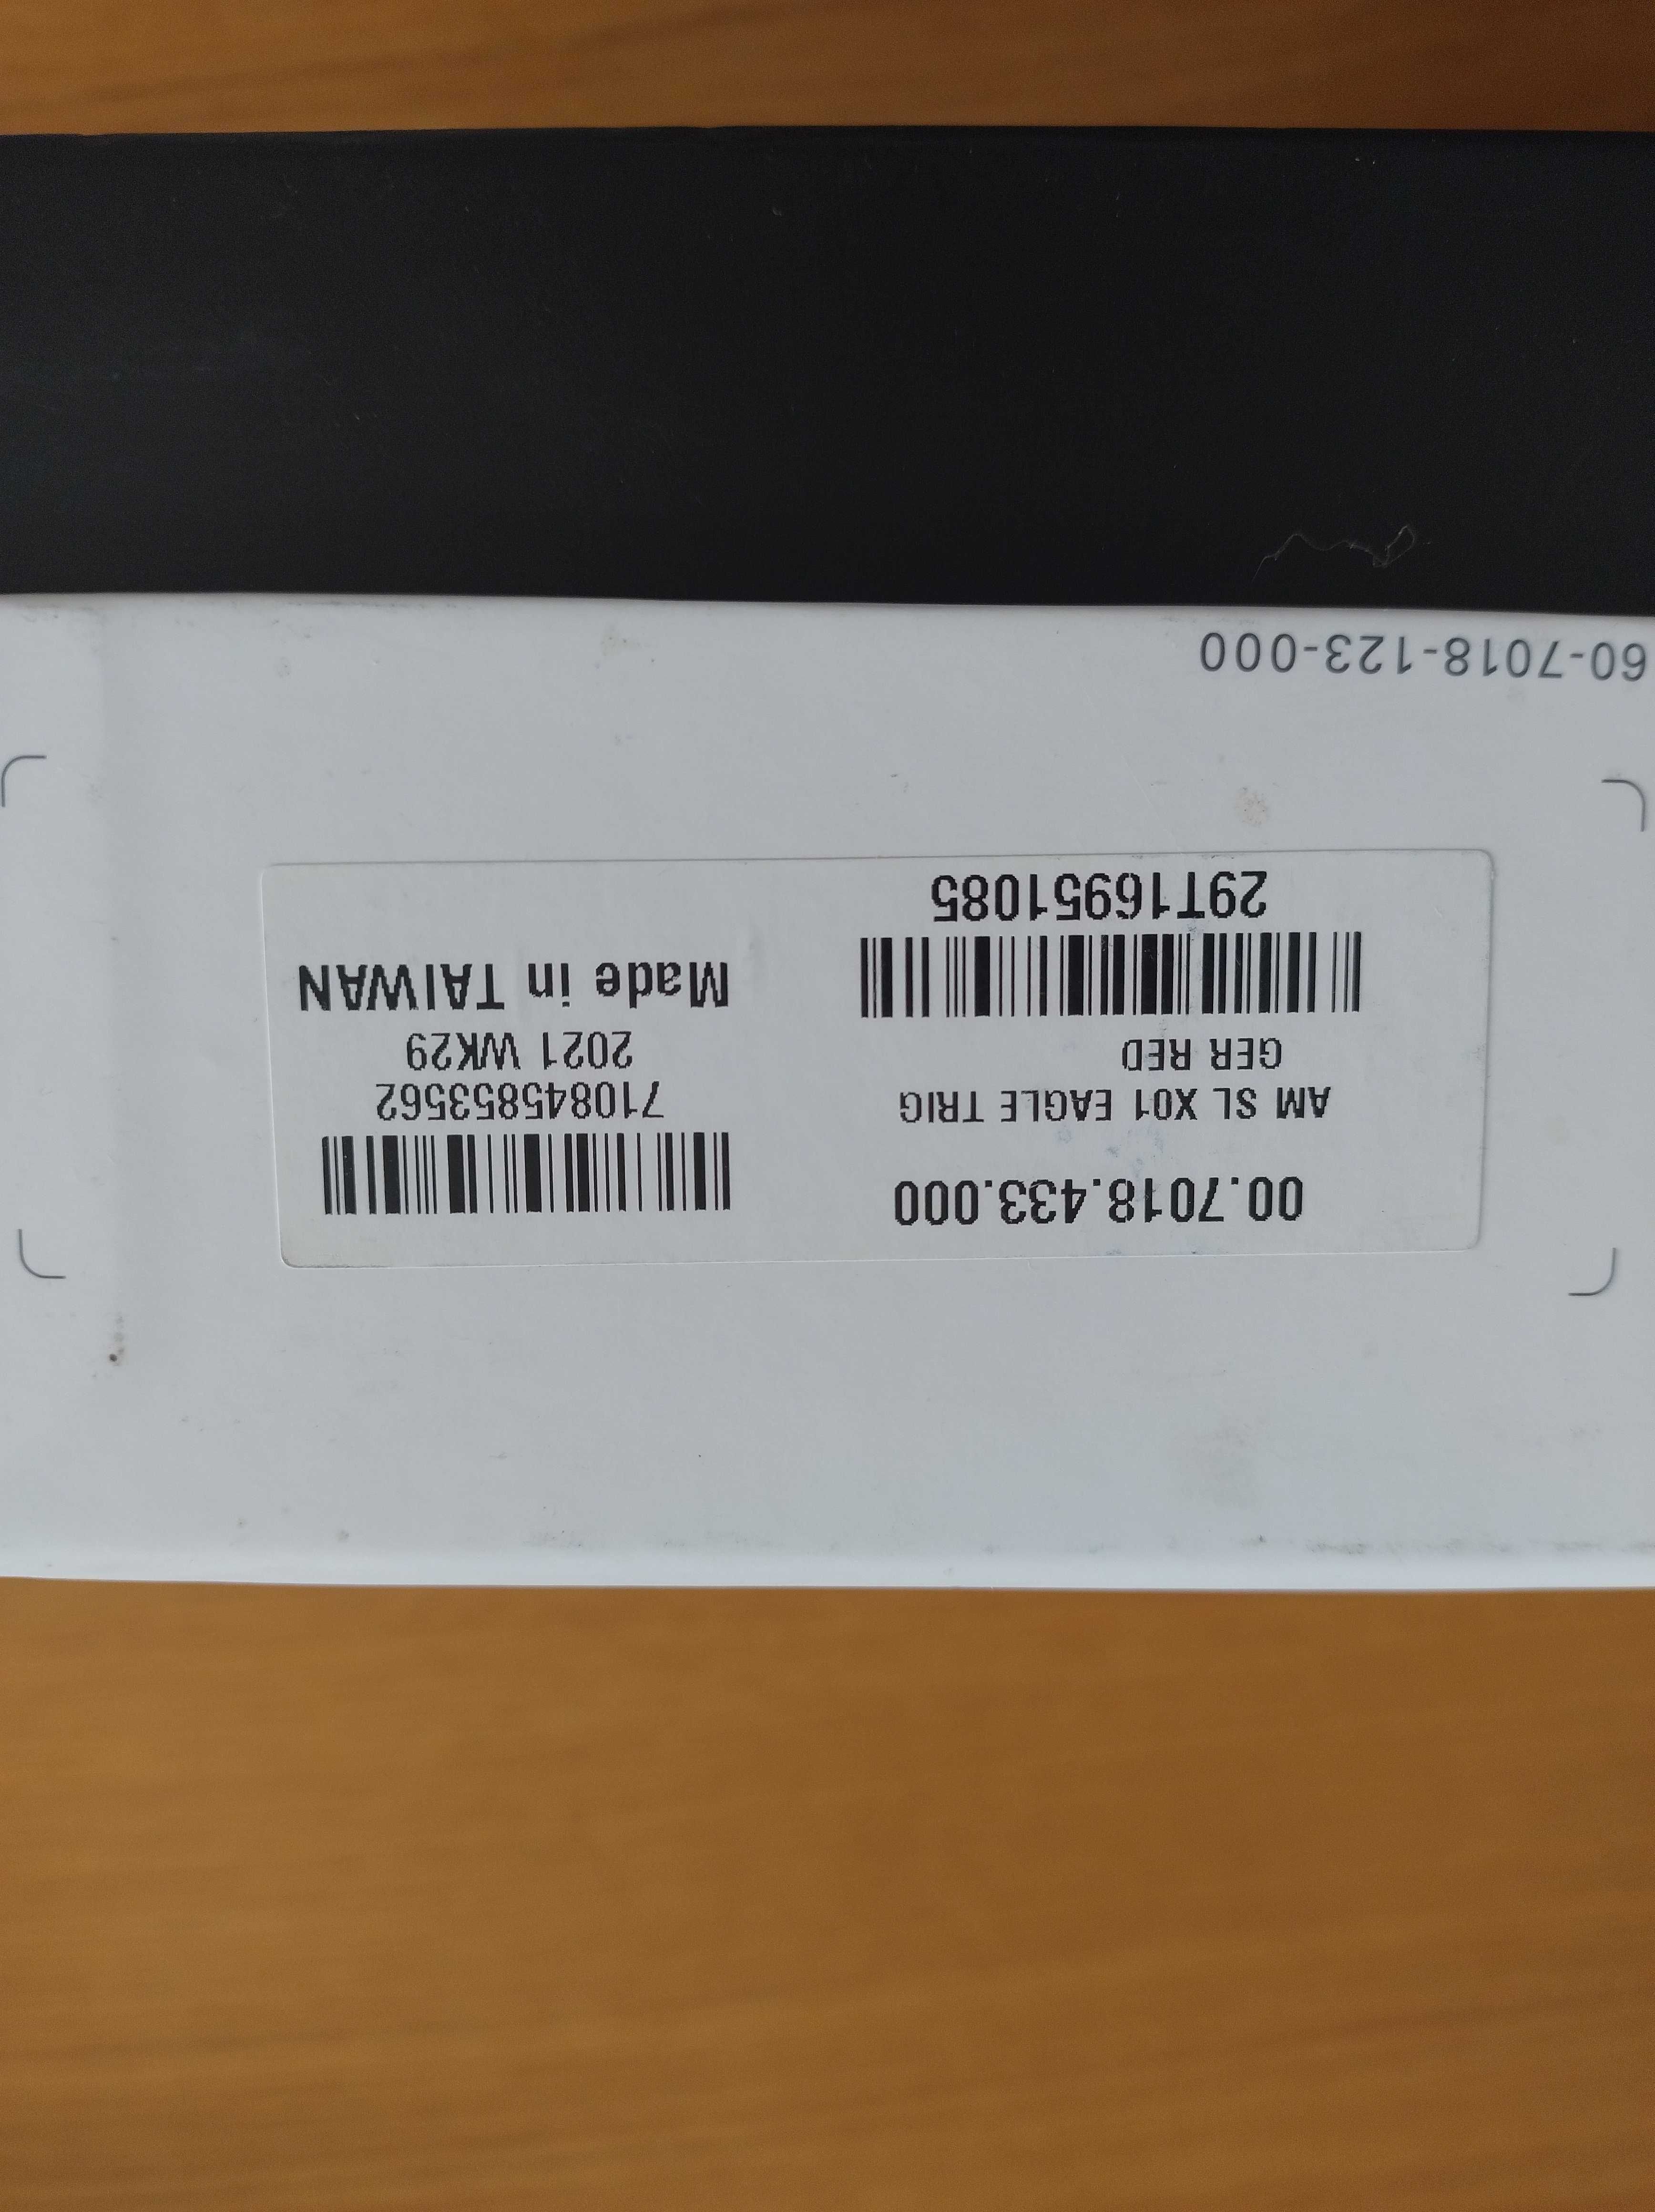 00.7018.433.000
AM SL X01 EAGLE TRIG
GER RED
29T16951085
710845853562
2021 WK29
Made in TAIWAN
60-7018-123-000